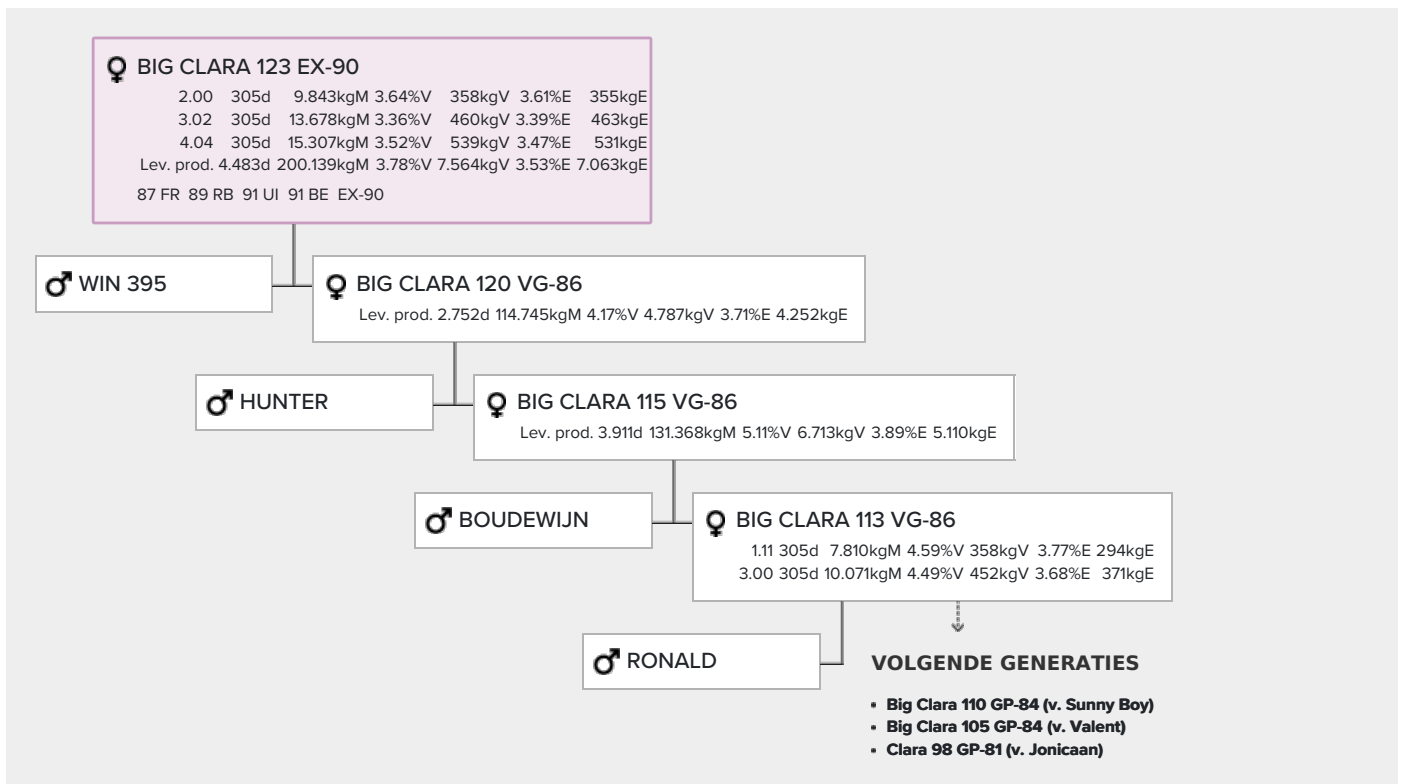 BIG CLARA 123 EX-90
2.00 305d 9.843kgM 3.64%V 358kgV 3.61%E 355kgE
3.02 305d 13.678kgM 3.36%V 460kgV 3.39%E 463kgE
4.04 305d 15.307kgM 3.52%V 539kgV 3.47%E 531kgE
Lev. prod. 4.483d 200.139kgM 3.78%V 7.564kgV 3.53%E 7.063kgE
87 FR 89 RB 91 UI 91 BE EX-90
WIN 395
BIG CLARA 120 VG-86
Lev. prod. 2.752d 114.745kgM 4.17%V 4.787kgV 3.71%E 4.252kgE
HUNTER
BIG CLARA 115 VG-86
Lev. prod. 3.911d 131.368kgM 5.11%V 6.713kgV 3.89%E 5.110kgE
BOUDEWIJN
BIG CLARA 113 VG-86
1.11 305d 7.810kgM 4.59%V 358kgV 3.77%E 294kgE
3.00 305d 10.071kgM 4.49%V 452kgV 3.68%E 371kgE
RONALD
VOLGENDE GENERATIES
• Big Clara 110 GP-84 (v. Sunny Boy)
• Big Clara 105 GP-84 (v. Valent)
• Clara 98 GP-81 (v. Jonicaan)